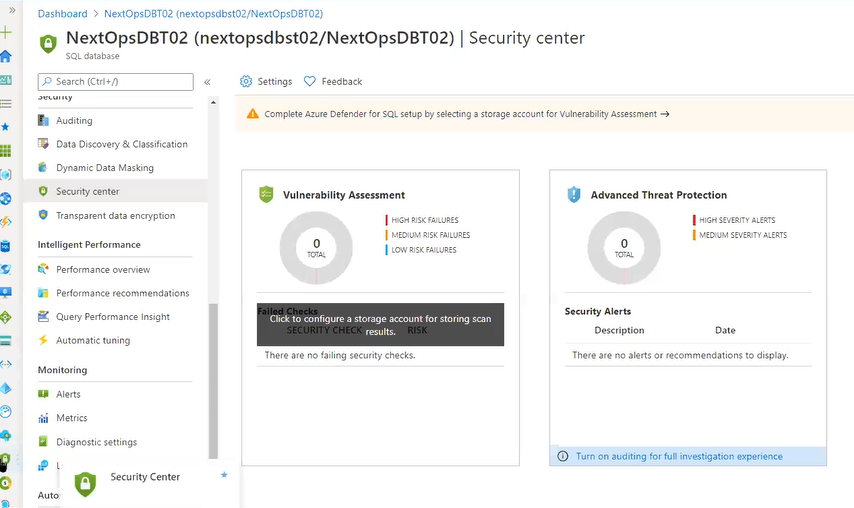 Dashboard > NextOpsDBT02 (nextopsdbst02/NextOpsDBT02)
NextOpsDBT02 (nextopsdbst02/NextOpsDBT02) | Security center
SQL database
Search (Ctrl+/)
«
Settings
Feedback
Security
Auditing
Data Discovery & Classification
Dynamic Data Masking
Security center
Transparent data encryption
Intelligent Performance
Performance overview
Performance recommendations
Query Performance Insight
Automatic tuning
Monitoring
Alerts
Metrics
Diagnostic settings
Security Center
Complete Azure Defender for SQL setup by selecting a storage account for Vulnerability Assessment →
Vulnerability Assessment
0
TOTAL
HIGH RISK FAILURES
MEDIUM RISK FAILURES
LOW RISK FAILURES
Failed Checks
Click to configure a storage account for storing scan
results.
SECURITY CHECK RISK
There are no failing security checks.
Advanced Threat Protection
0
TOTAL
HIGH SEVERITY ALERTS
MEDIUM SEVERITY ALERTS
Security Alerts
Description Date
There are no alerts or recommendations to display.
Turn on auditing for full investigation experience